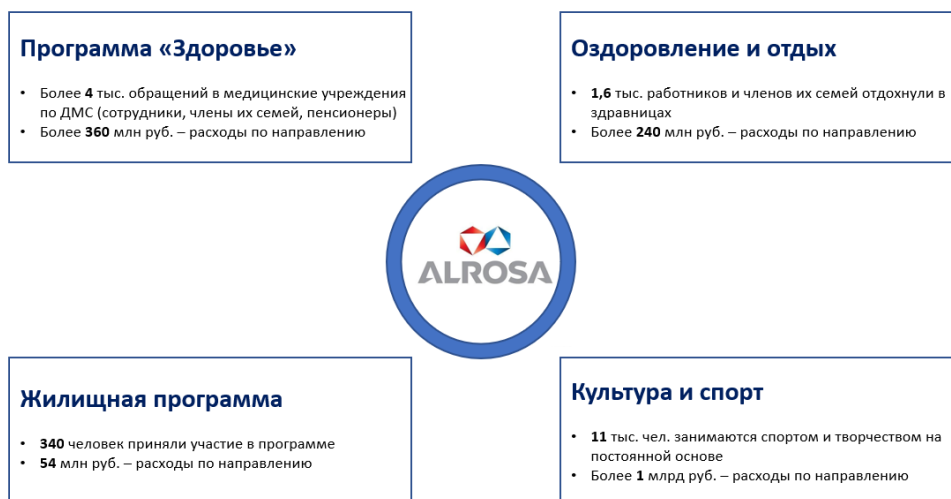 Программа «Здоровье»
• Более 4 тыс. обращений в медицинские учреждения
по ДМС (сотрудники, члены их семей, пенсионеры)
• Более 360 млн руб. – расходы по направлению
Оздоровление и отдых
• 1,6 тыс. работников и членов их семей отдохнули в
здравницах
• Более 240 млн руб. – расходы по направлению
ALROSA
Жилищная программа
• 340 человек приняли участие в программе
• 54 млн руб. – расходы по направлению
Культура и спорт
• 11 тыс. чел. занимаются спортом и творчеством на
постоянной основе
• Более 1 млрд руб. – расходы по направлению